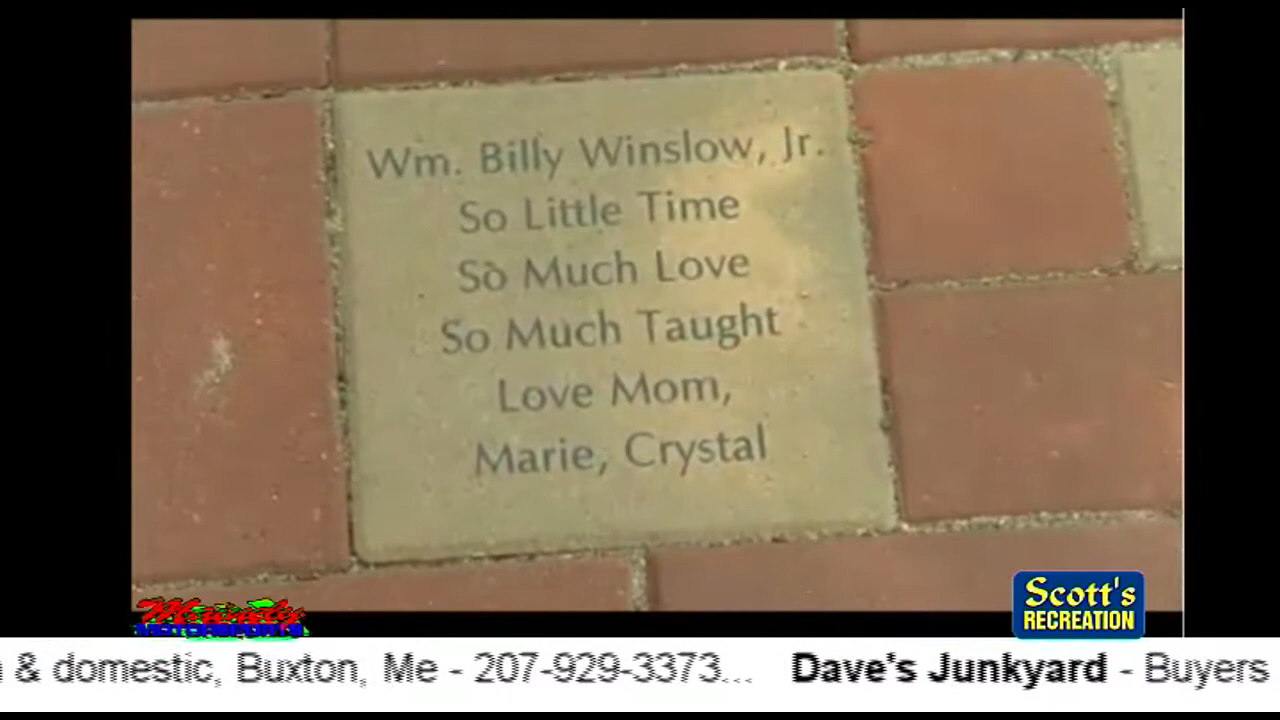 Wm. Billy Winslow, Jr.
So Little Time
So Much Love
So Much Taught
Love Mom,
Marie, Crystal
Scott's
RECREATION
MOTORSPORTS
& domestic, Buxton, Me - 207-929-3373... Dave's Junkyard - Buyers